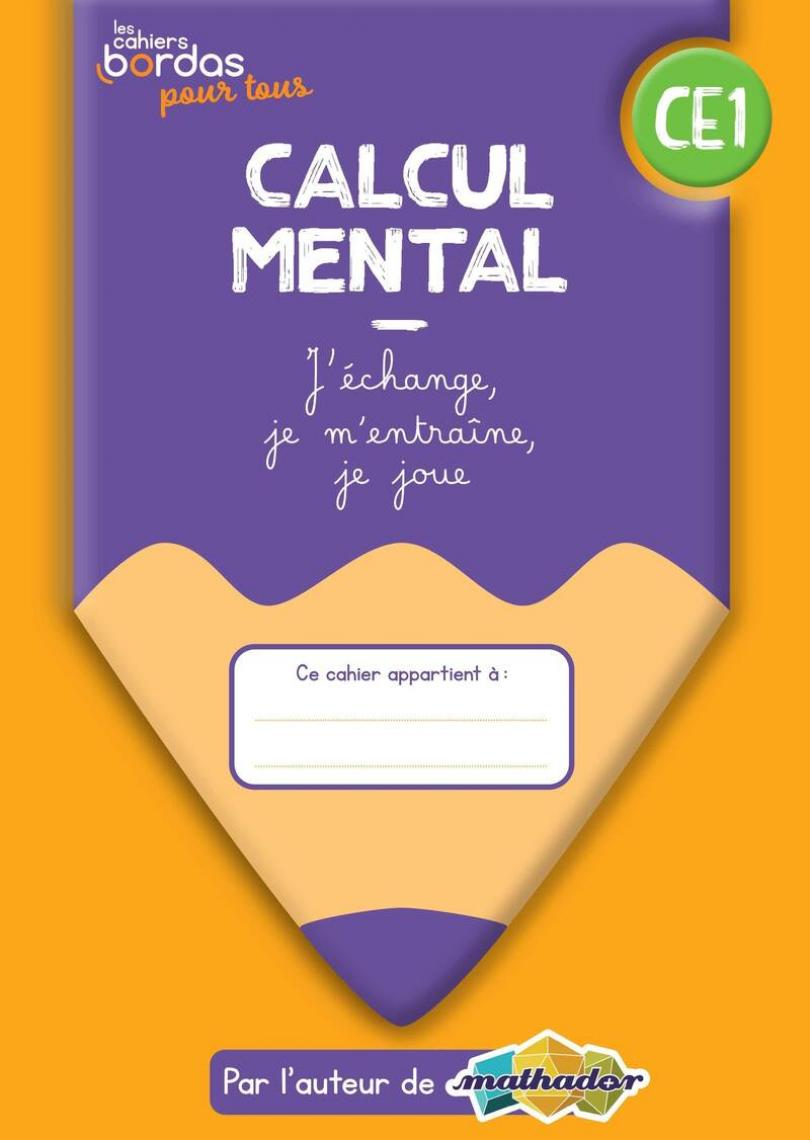 les
cahiers
bordas
pour tous
CE1
CALCUL
MENTAL
J'échange,
je m'entraîne,
je joue
Ce cahier appartient à :
Par l'auteur de mathador